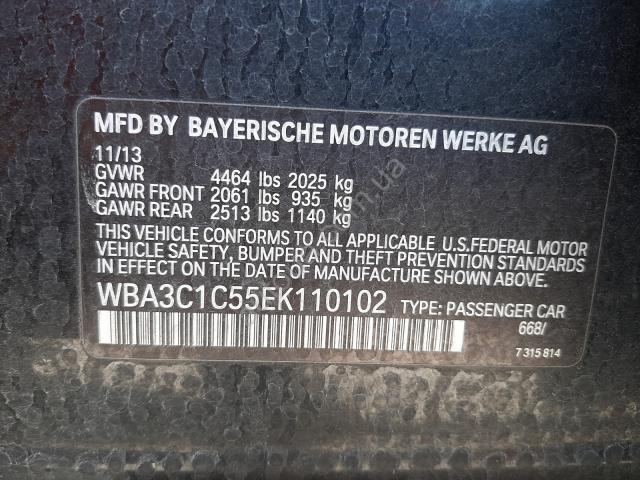 MFD BY BAYERISCHE MOTOREN WERKE AG
11/13
GVWR 4464 lbs 2025 kg
GAWR FRONT 2061 lbs 935 kg
GAWR REAR 2513 lbs 1140 kg
THIS VEHICLE CONFORMS TO ALL APPLICABLE U.S.FEDERAL MOTOR
VEHICLE SAFETY, BUMPER AND THEFT PREVENTION STANDARDS
IN EFFECT ON THE DATE OF MANUFACTURE SHOWN ABOVE.
WBA3C1C55EK110102 TYPE: PASSENGER CAR
668/
7 315 814